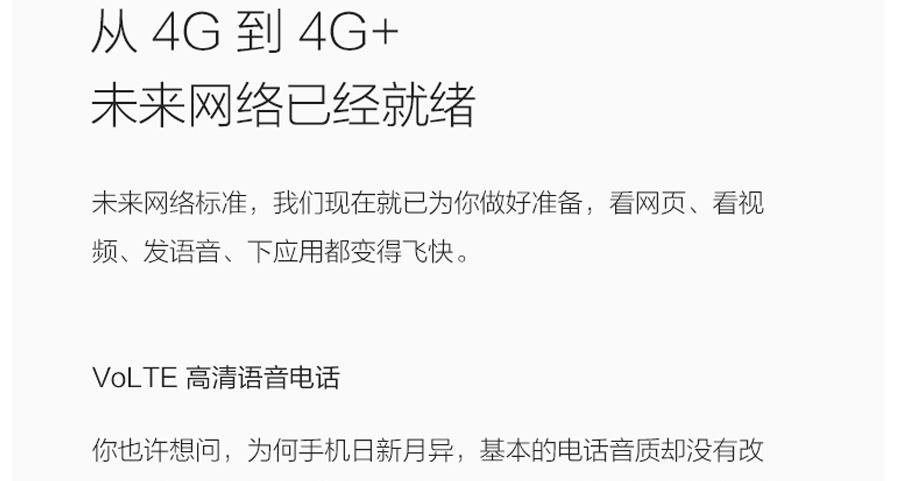 从 4G 到 4G+
未来网络已经就绪
未来网络标准，我们现在就已为你做好准备，看网页、看视
频、发语音、下应用都变得飞快。
VoLTE 高清语音电话
你也许想问，为何手机日新月异，基本的电话音质却没有改